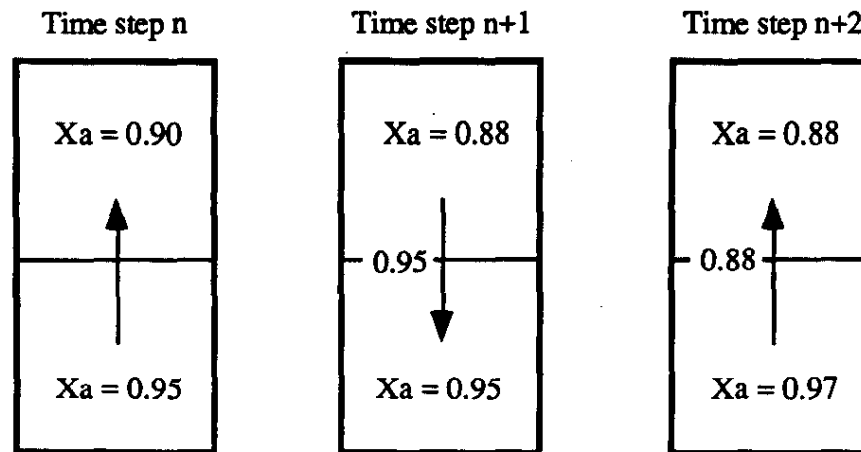 Time step n
Time step n+1
Time step n+2
Xa = 0.90
Xa = 0.88
Xa = 0.88
0.95
0.88
Xa = 0.95
Xa = 0.95
Xa = 0.97